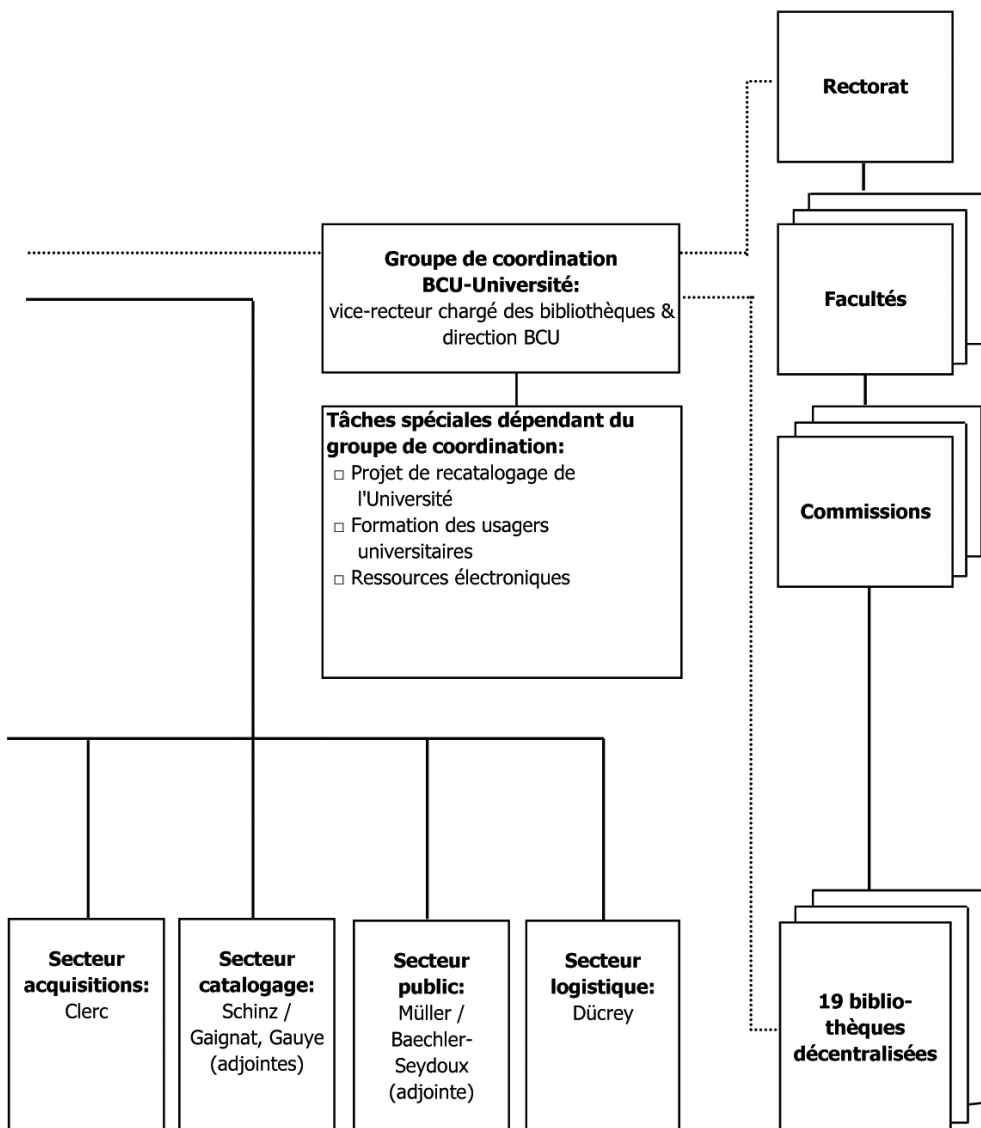 Rectorat
Groupe de coordination
BCU-Université:
vice-recteur chargé des bibliothèques &
direction BCU
Facultés
Tâches spéciales dépendant du
groupe de coordination:
□ Projet de recatalogage de
l'Université
□ Formation des usagers
universitaires
□ Ressources électroniques
Commissions
Secteur
acquisitions:
Clerc
Secteur
catalogage:
Schinz /
Gaignat, Gauye
(adjointes)
Secteur
public:
Müller /
Baechler-
Seydoux
(adjointe)
Secteur
logistique:
Dücrey
19 biblio-
thèques
décentralisées